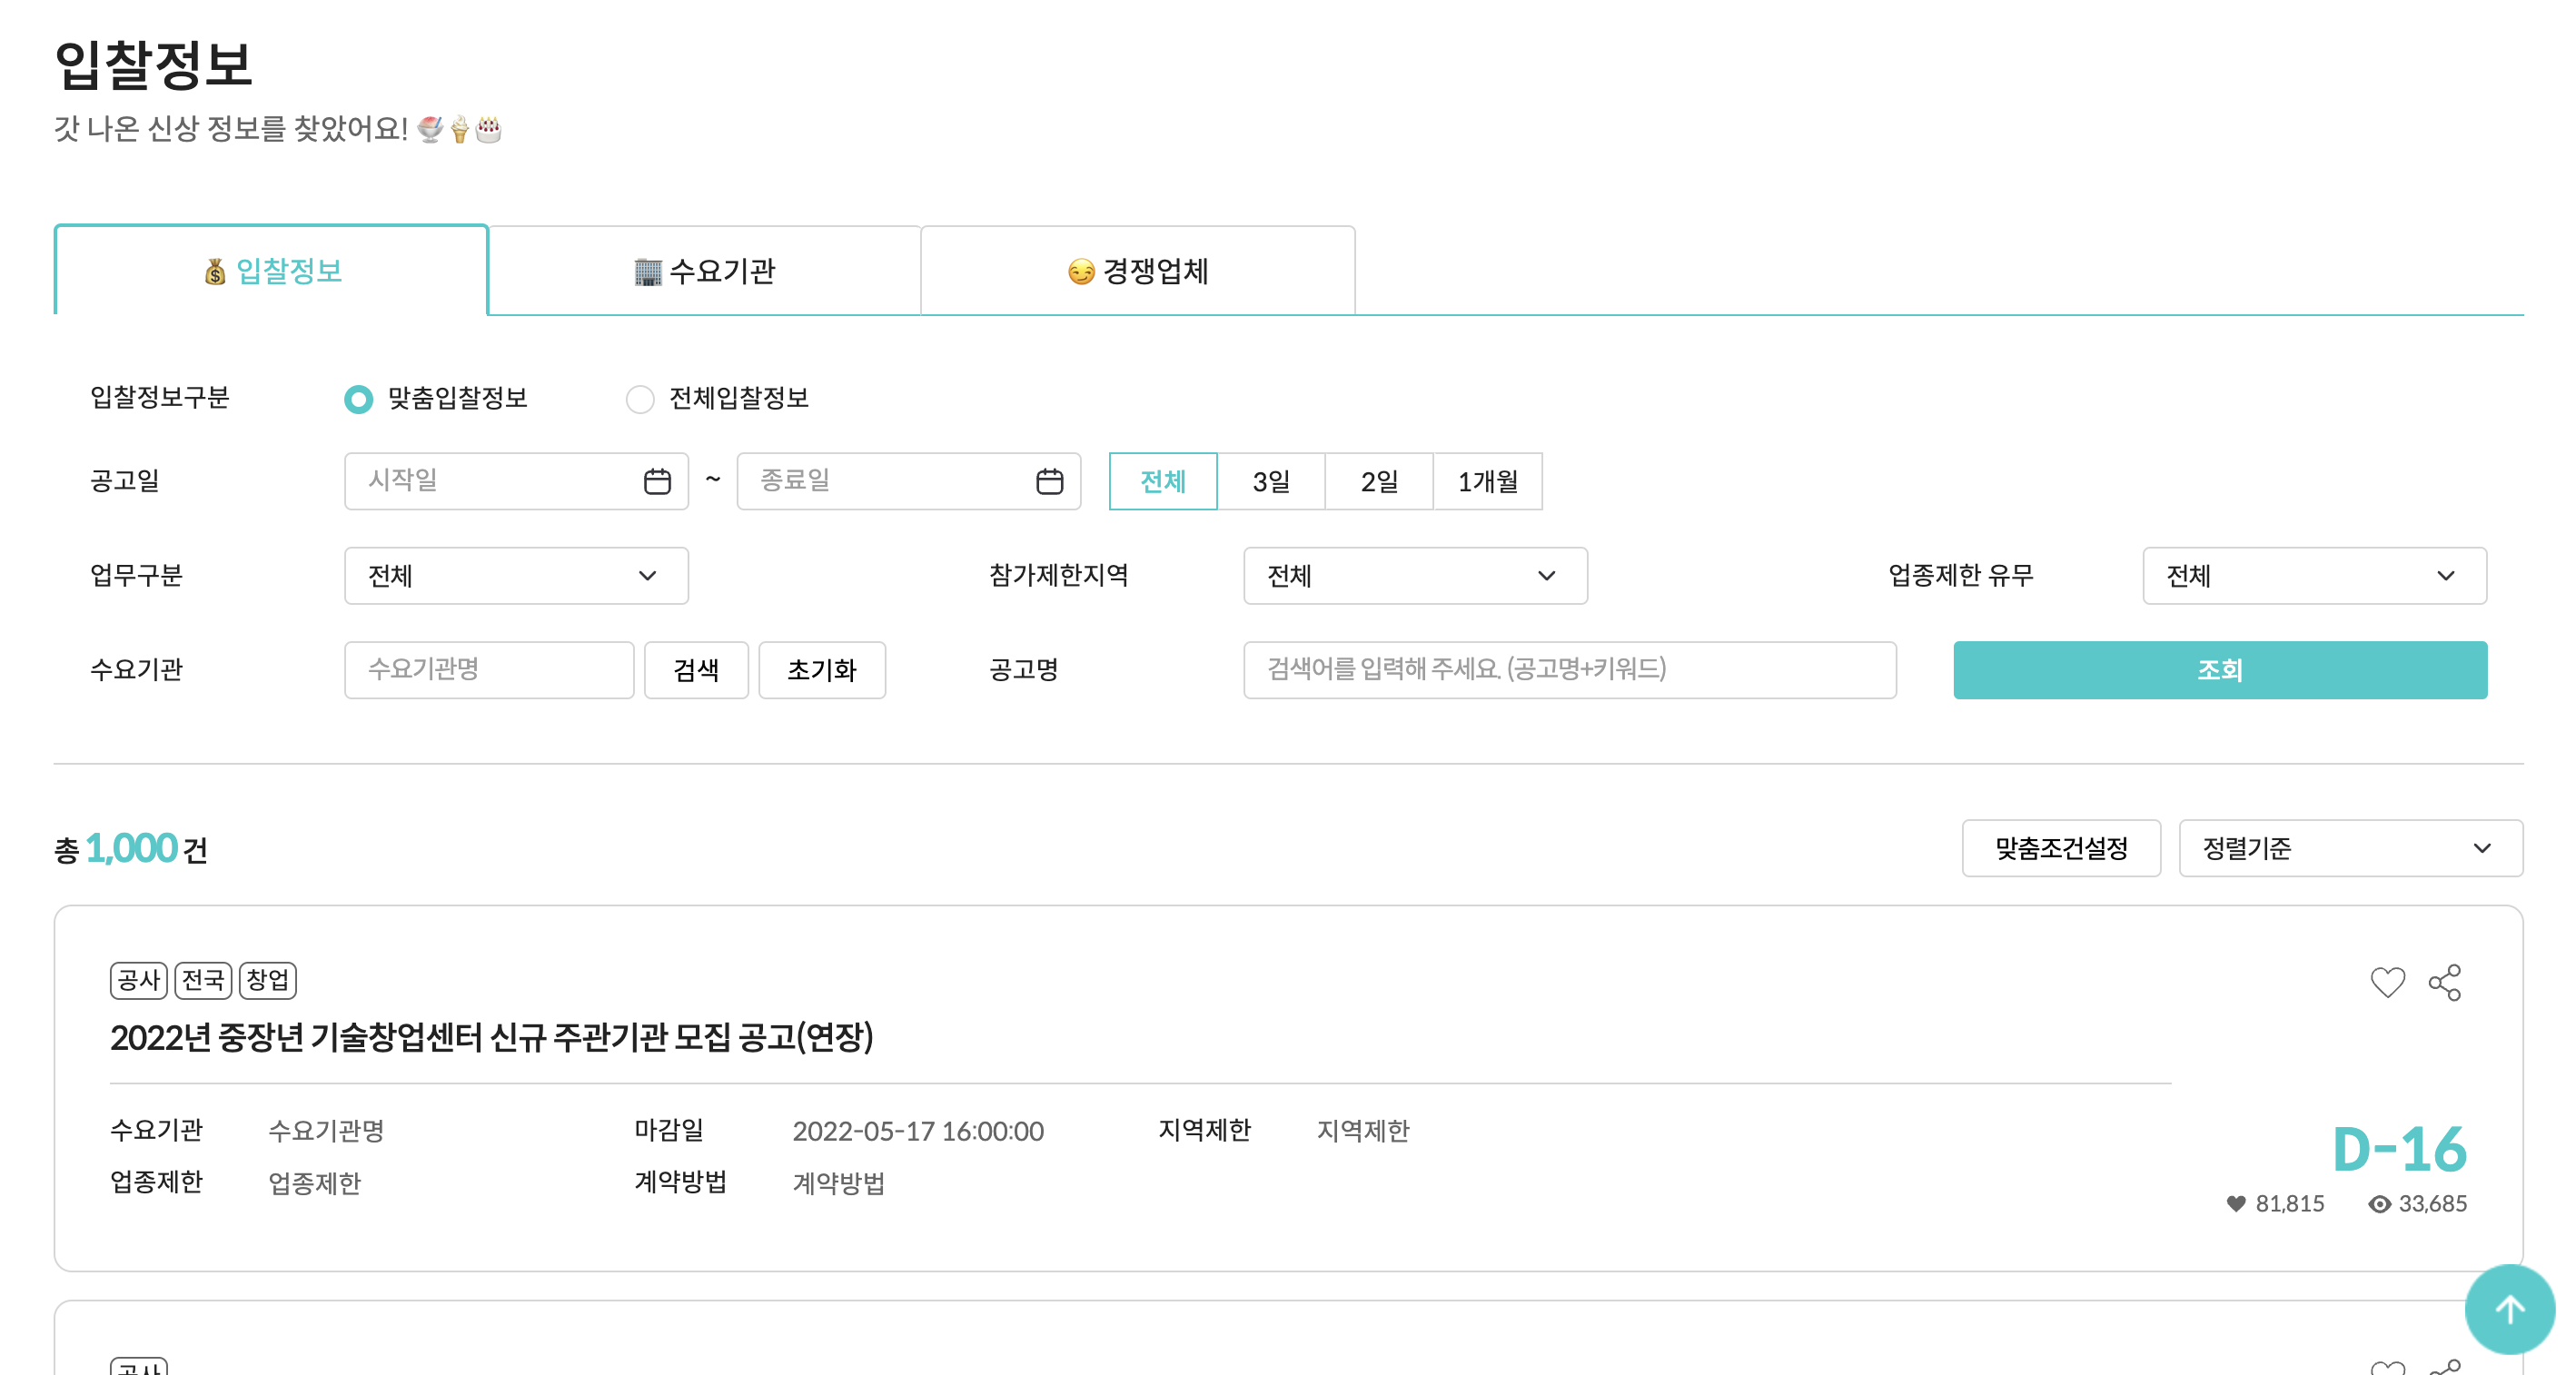 입찰정보
갓 나온 신상 정보를 찾았어요! 🍧🍦🎂
💰 입찰정보 🏢 수요기관 😏 경쟁업체
입찰정보구분 맞춤입찰정보 전체입찰정보
공고일 시작일 ~ 종료일 전체 3일 2일 1개월
업무구분 전체 참가제한지역 전체 업종제한 유무 전체
수요기관 수요기관명 검색 초기화 공고명 검색어를 입력해 주세요. (공고명+키워드) 조회
총 1,000 건 맞춤조건설정 정렬기준
공사 전국 창업
2022년 중장년 기술창업센터 신규 주관기관 모집 공고(연장)
수요기관 수요기관명 마감일 2022-05-17 16:00:00 지역제한 지역제한
D-16
업종제한 업종제한 계약방법 계약방법
81,815 33,685